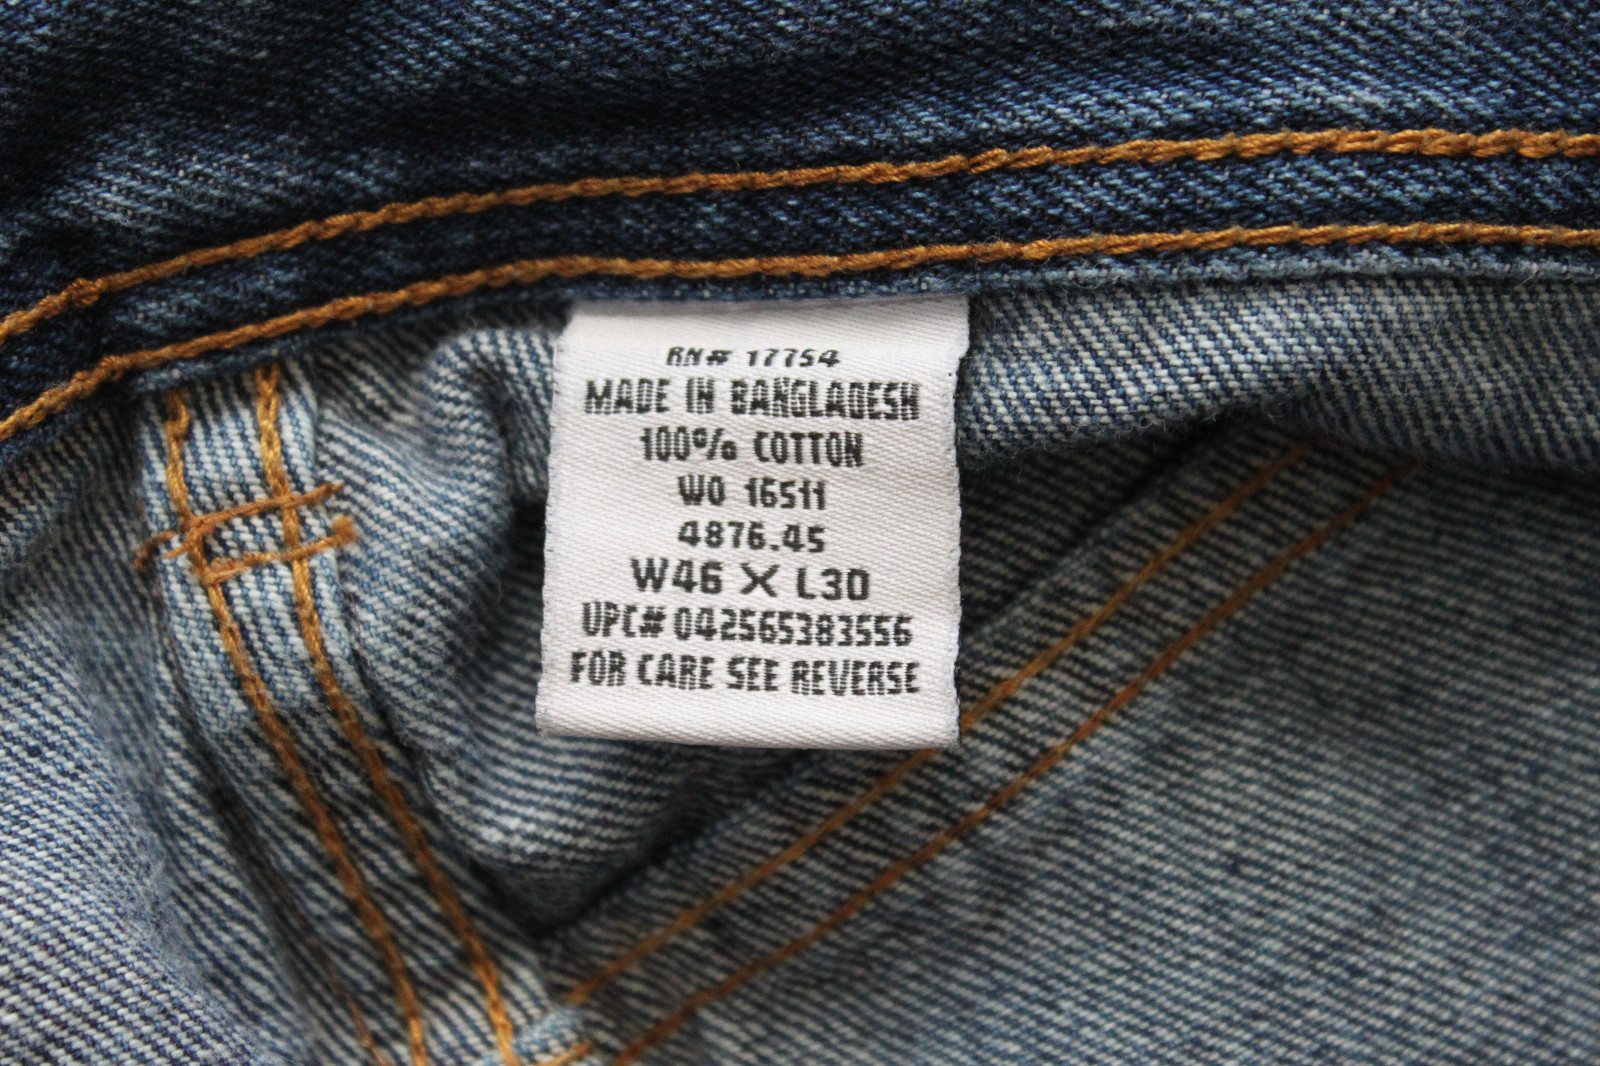 RN# 17754
MADE IN BANGLADESH
100% COTTON
WO 16511
4876.45
W46 X L30
UPC# 042565383556
FOR CARE SEE REVERSE